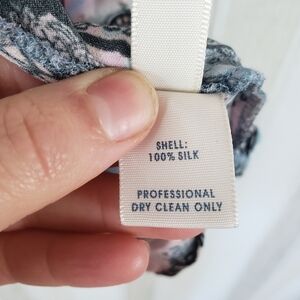 SHELL:
100% SILK
PROFESSIONAL
DRY CLEAN ONLY